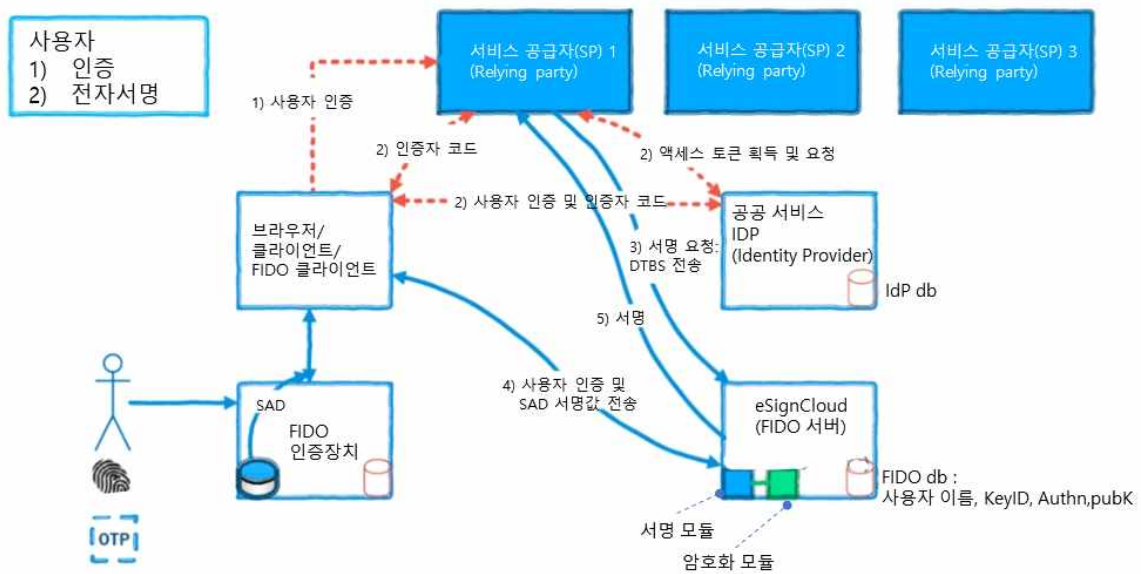 사용자
1) 인증
2) 전자서명
서비스 공급자(SP) 1
(Relying party)
서비스 공급자(SP) 2
(Relying party)
서비스 공급자(SP) 3
(Relying party)
1) 사용자 인증
2) 인증자 코드
2) 액세스 토큰 획득 및 요청
2) 사용자 인증 및 인증자 코드
브라우저/
클라이언트/
FIDO 클라이언트
공공 서비스
IDP
(Identity Provider)
IdP db
3) 서명 요청:
DTBS 전송
5) 서명
4) 사용자 인증 및
SAD 서명값 전송
SAD
FIDO
인증장치
eSignCloud
(FIDO 서버)
FIDO db :
사용자 이름, KeyID, Authn,pubK
서명 모듈
암호화 모듈
OTP